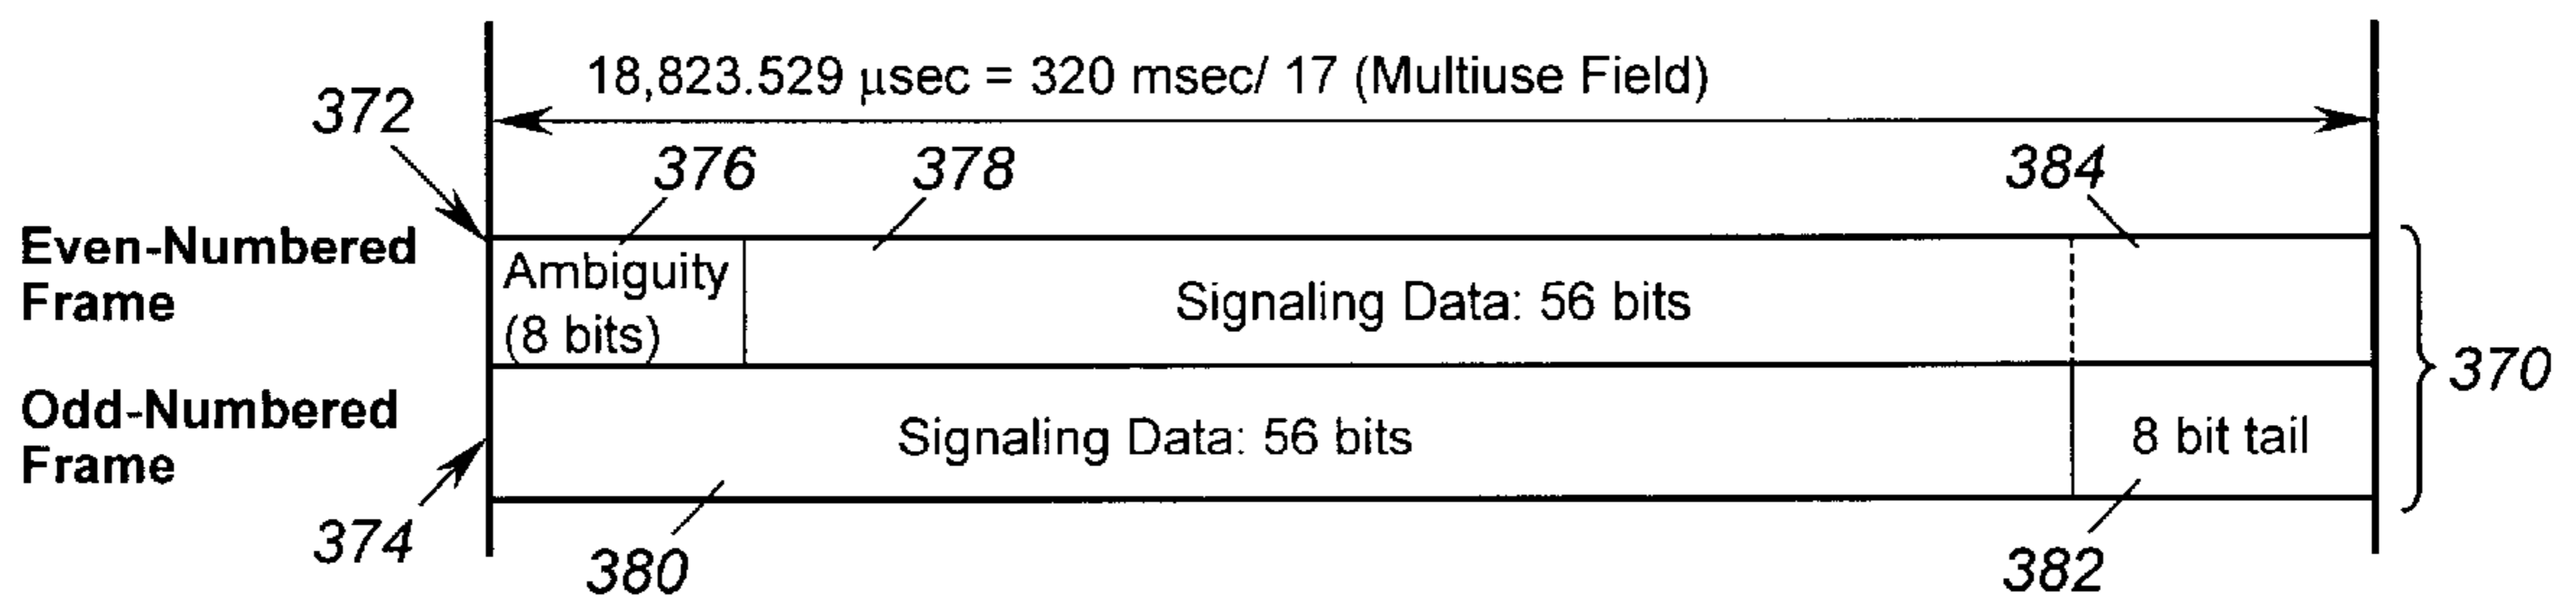 18,823.529 μsec = 320 msec/ 17 (Multiuse Field)
372
376
378
384
Even-Numbered
Frame
Ambiguity
(8 bits)
Signaling Data: 56 bits
370
Odd-Numbered
Frame
Signaling Data: 56 bits
8 bit tail
374
380
382